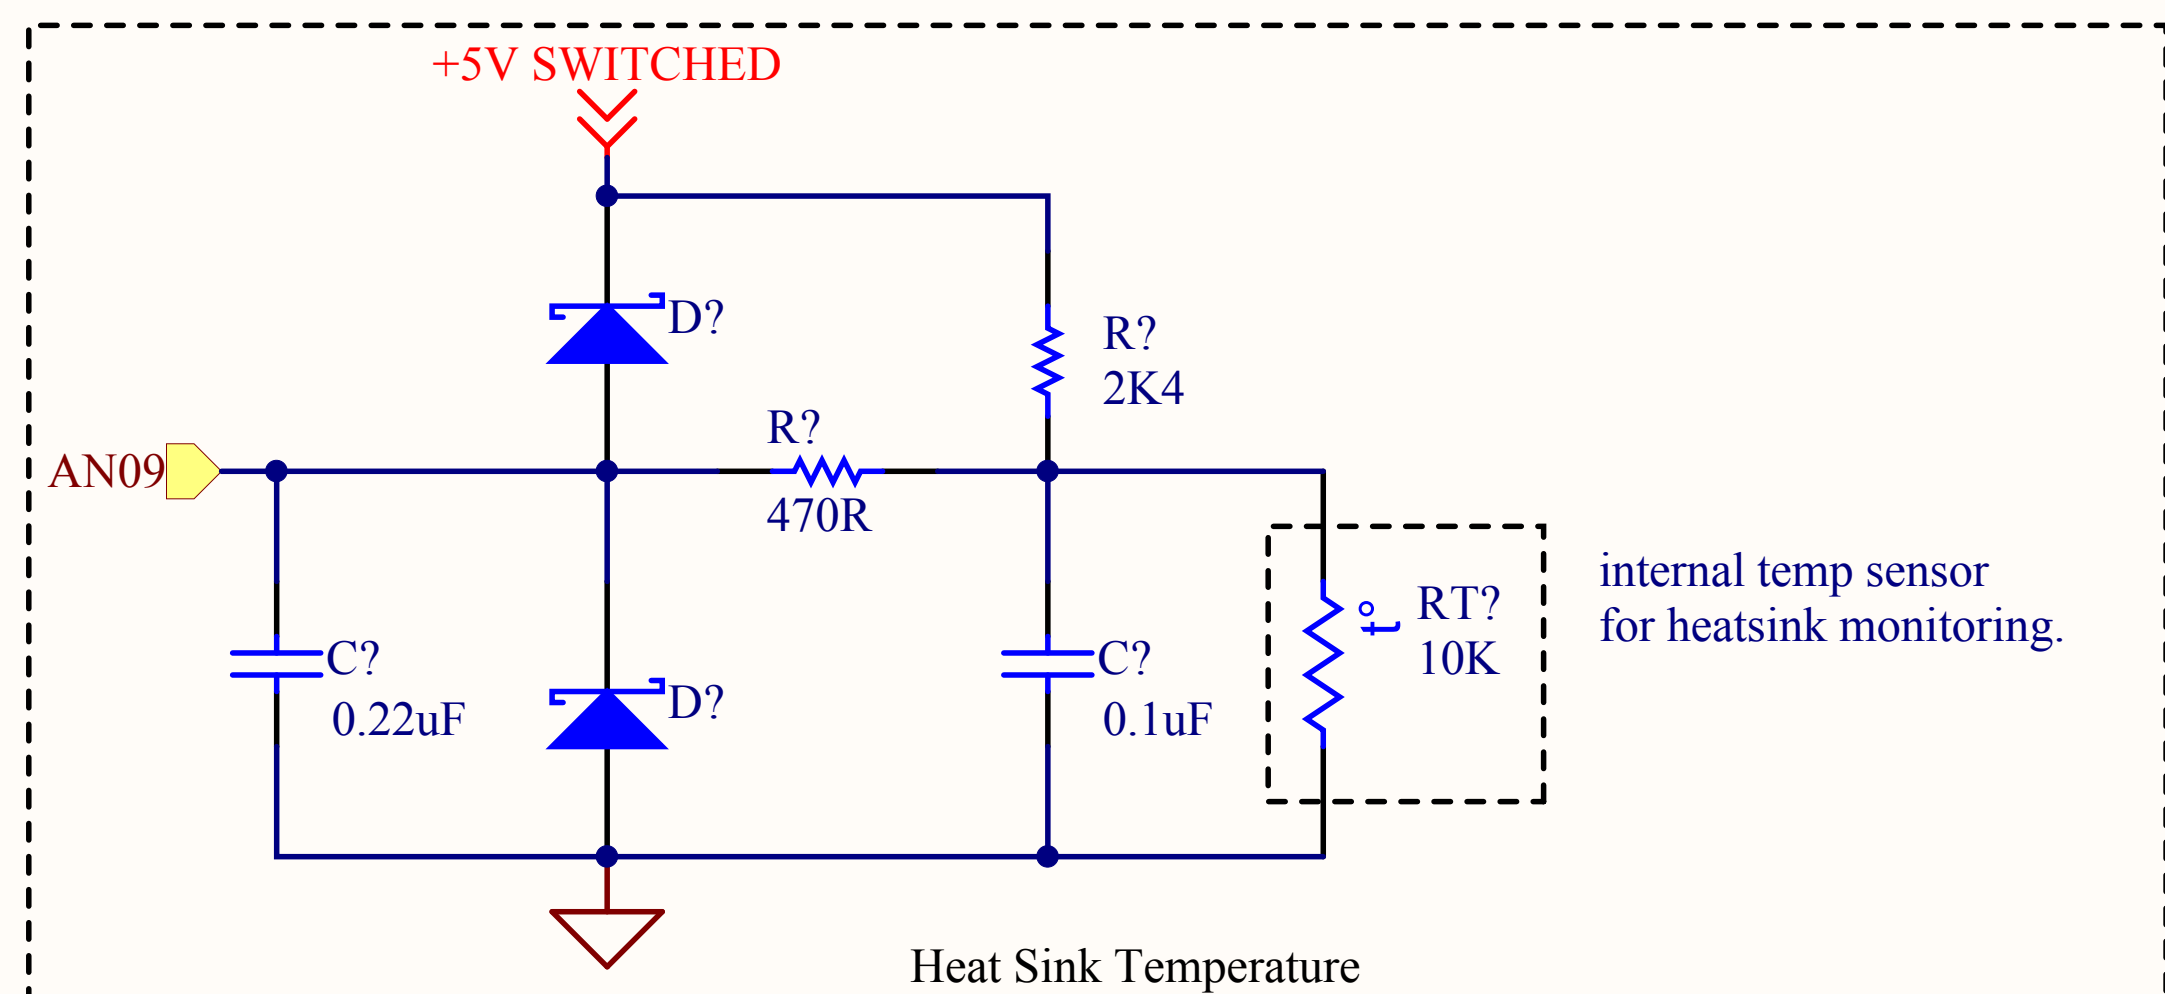 +5V SWITCHED
D?
R?
2K4
R?
AN09
470R
internal temp sensor
for heatsink monitoring.
t°
RT?
10K
C?
0.22uF
D?
C?
0.1uF
Heat Sink Temperature